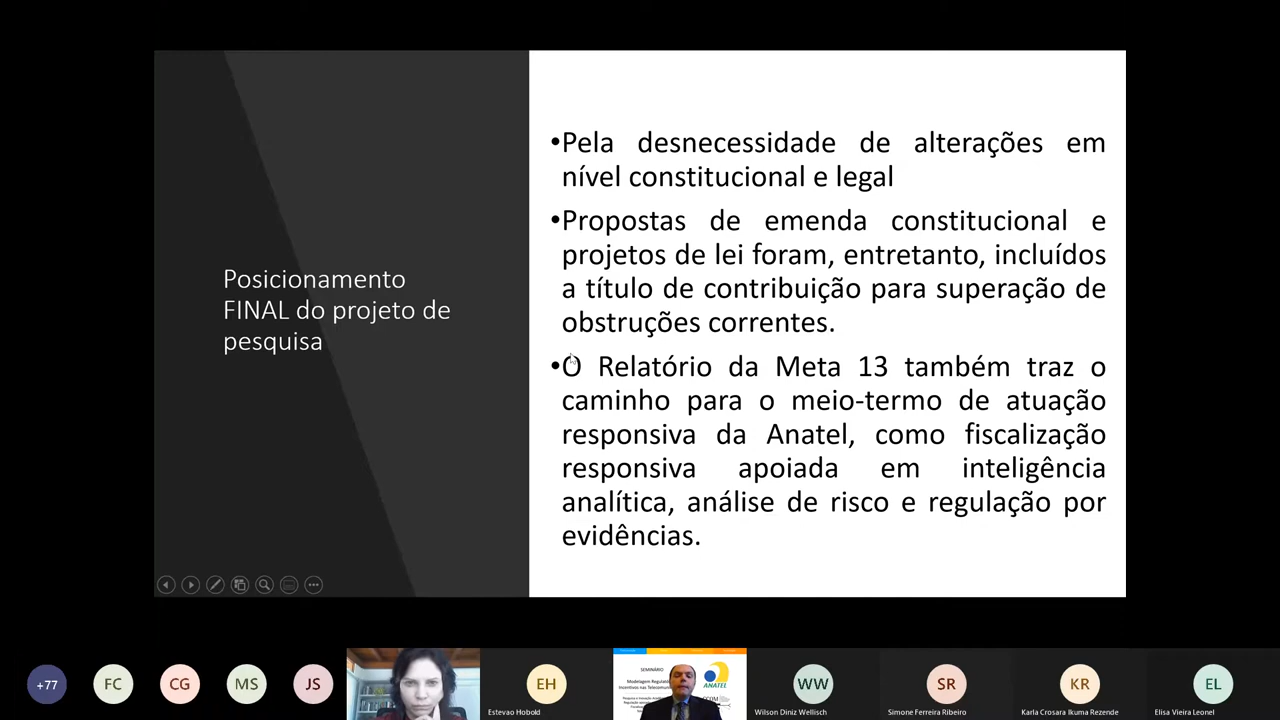 Posicionamento
FINAL do projeto de
pesquisa
•Pela desnecessidade de alterações em
nível constitucional e legal
•Propostas de emenda constitucional e
projetos de lei foram, entretanto, incluídos
a título de contribuição para superação de
obstruções correntes.
•O Relatório da Meta 13 também traz o
caminho para o meio-termo de atuação
responsiva da Anatel, como fiscalização
responsiva apoiada em inteligência
analítica, análise de risco e regulação por
evidências.
+77
FC
CG
MS
JS
EH
Estevao Hobold
SEMINÁRIO
ANATEL
WW
Wilson Diniz Wellisch
SR
Simone Ferreira Ribeiro
KR
Karla Crosara Ikuma Rezende
EL
Elisa Vieira Leonel